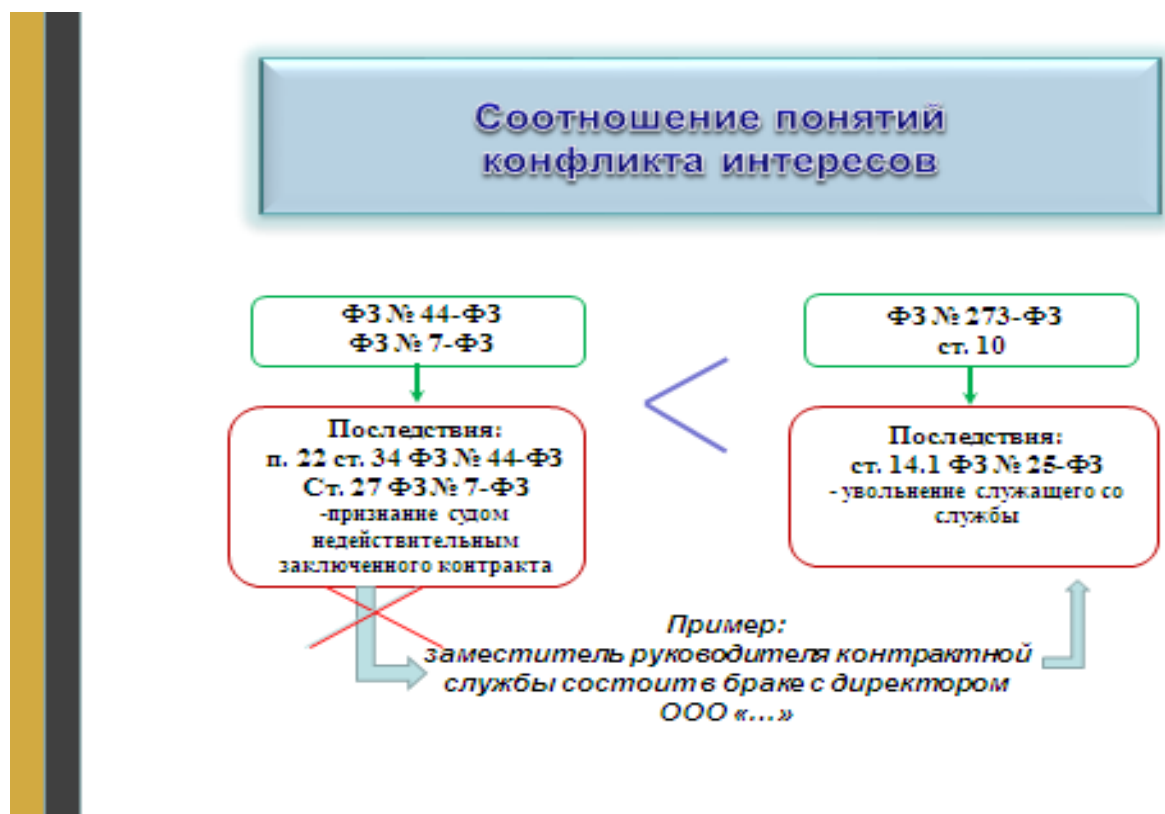 Соотношение понятий
конфликта интересов
ФЗ № 44-ФЗ
ФЗ № 7-ФЗ
Последствия:
п. 22 ст. 34 ФЗ № 44-ФЗ
Ст. 27 ФЗ № 7-ФЗ
-признание судом
недействительным
заключенного контракта
ФЗ № 273-ФЗ
ст. 10
Последствия:
ст. 14.1 ФЗ № 25-ФЗ
- увольнение служащего со
службы
Пример:
заместитель руководителя контрактной
службы состоит в браке с директором
ООО «...»